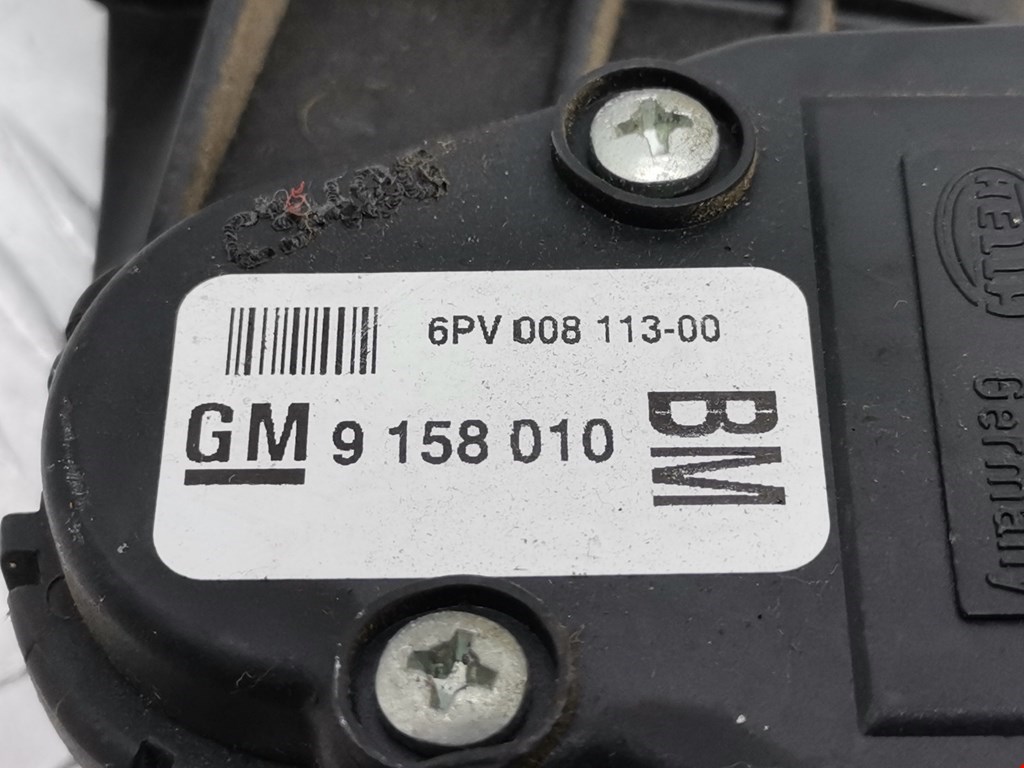 6PV 008 113-00
GM 9 158 010
BM
HELLA
Germany